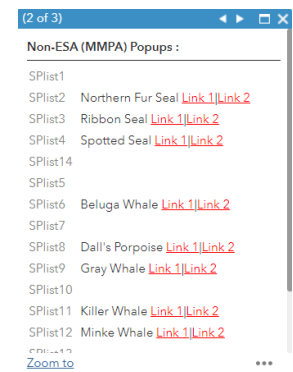 (2 of 3)
Non-ESA (MMPA) Popups :
SPlist1
SPlist2 Northern Fur Seal Link 1|Link 2
SPlist3 Ribbon Seal Link 1|Link 2
SPlist4 Spotted Seal Link 1|Link 2
SPlist14
SPlist5
SPlist6 Beluga Whale Link 1|Link 2
SPlist7
SPlist8 Dall's Porpoise Link 1|Link 2
SPlist9 Gray Whale Link 1|Link 2
SPlist10
SPlist11 Killer Whale Link 1|Link 2
SPlist12 Minke Whale Link 1|Link 2
Zoom to